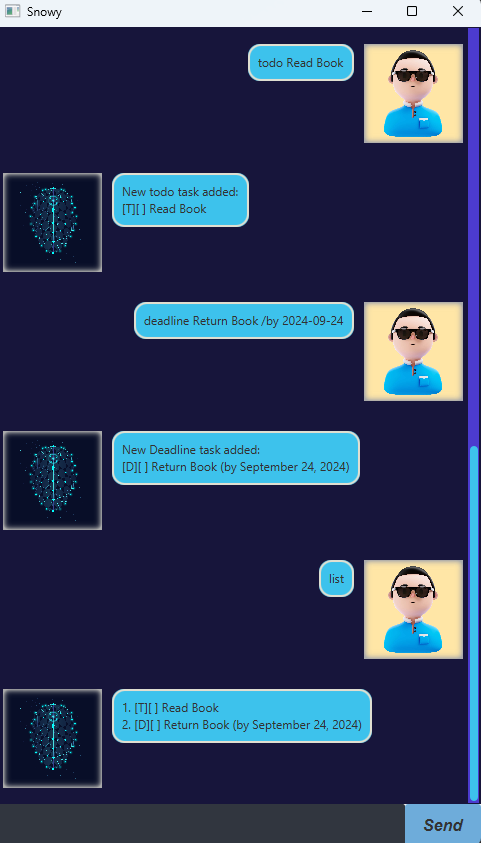 Snowy
todo Read Book
New todo task added:
[T][ ] Read Book
deadline Return Book /by 2024-09-24
New Deadline task added:
[D][ ] Return Book (by September 24, 2024)
list
1. [T][ ] Read Book
2. [D][ ] Return Book (by September 24, 2024)
Send